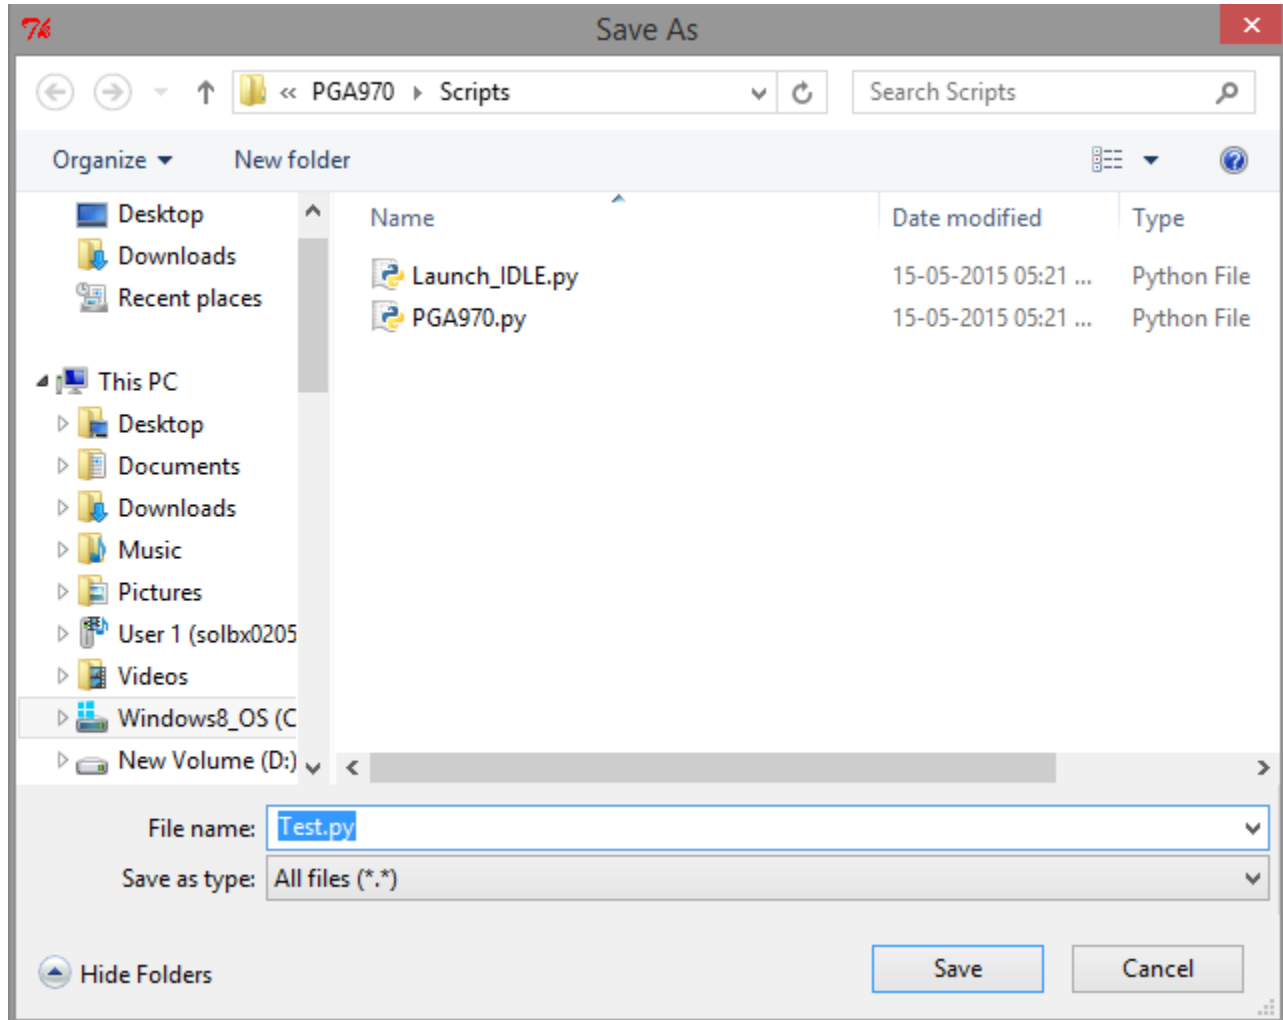 Save As
« PGA970 Scripts
Search Scripts
Organize New folder
Desktop
Downloads
Recent places
This PC
Desktop
Documents
Downloads
Music
Pictures
User 1 (solbx0205
Videos
Windows8_OS (C
New Volume (D:)
Name Date modified Type
Launch_IDLE.py 15-05-2015 05:21 ... Python File
PGA970.py 15-05-2015 05:21 ... Python File
File name: Test.py
Save as type: All files (*.*)
Hide Folders Save Cancel